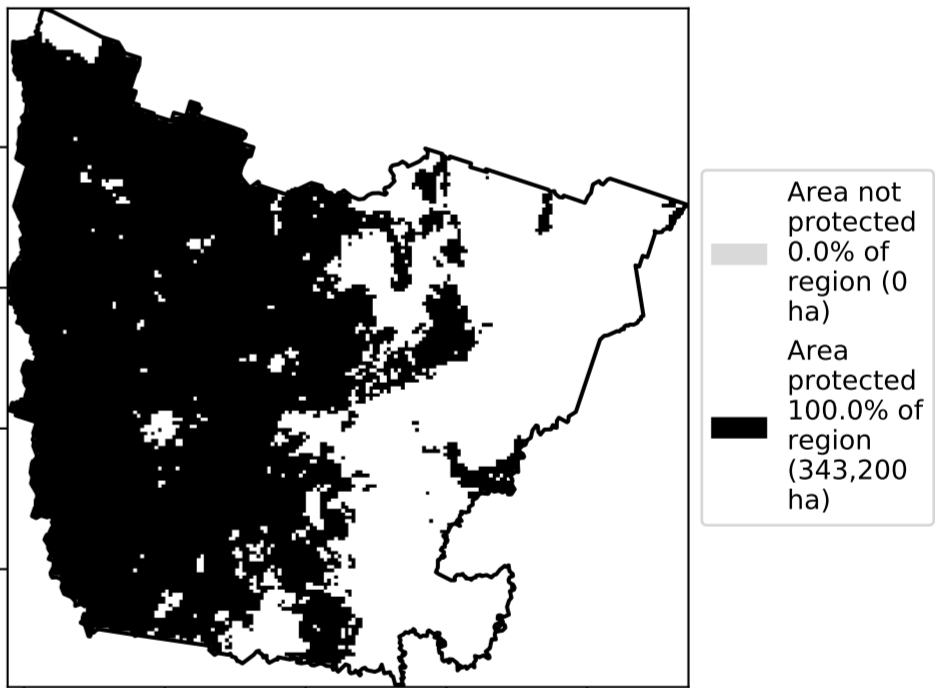 Area not
protected
0.0% of
region (0
ha)
Area
protected
100.0% of
region
(343,200
ha)